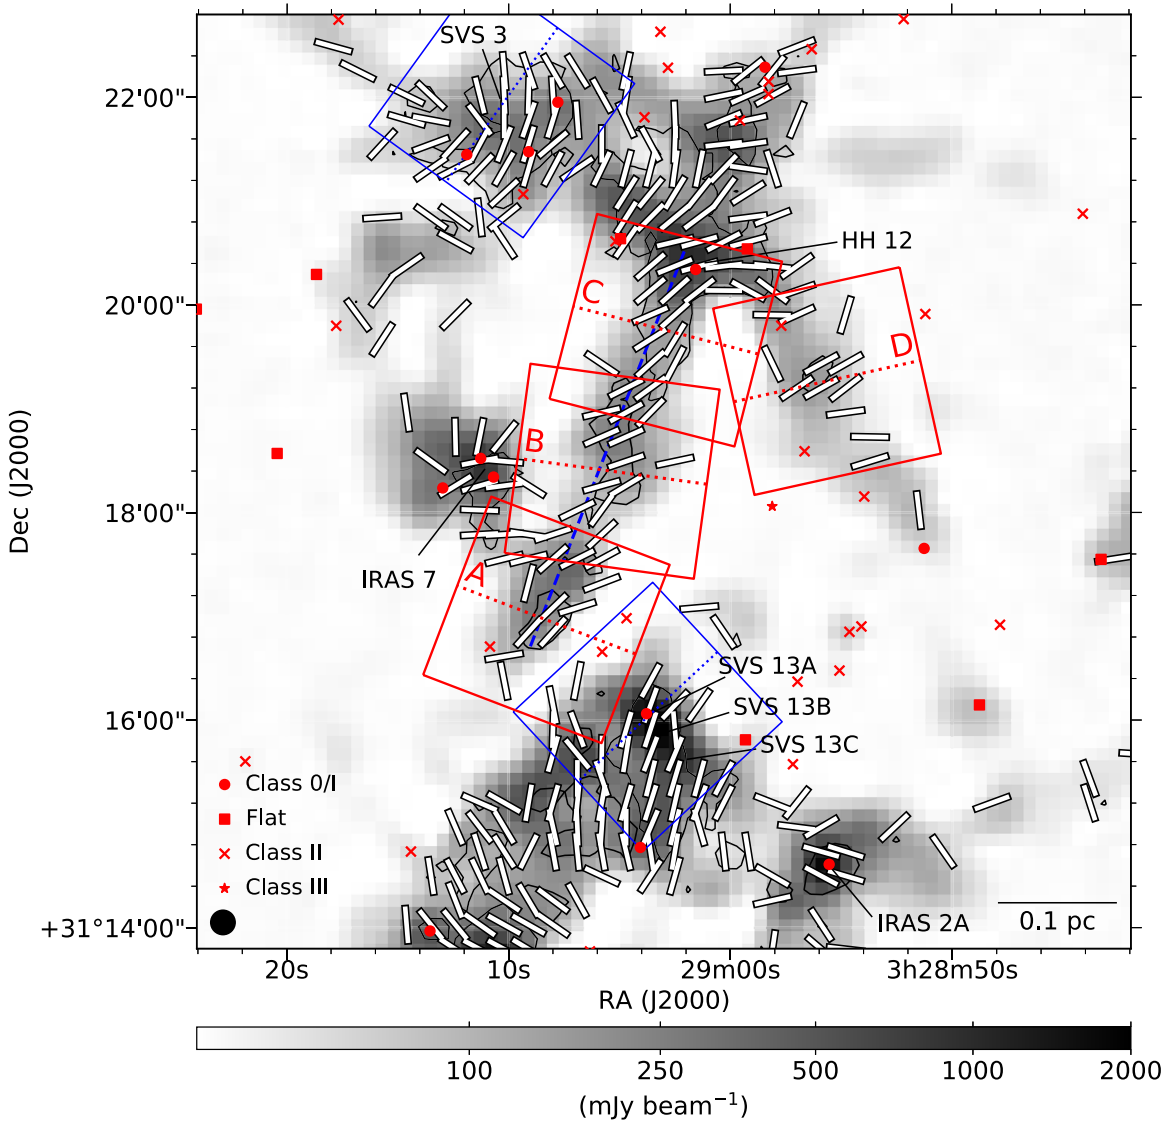 SVS 3
22'00"
HH 12
20'00"
C
D
B
18'00"
IRAS 7
A
SVS 13A
SVS 13B
16'00"
SVS 13C
Class 0/I
Flat
Class II
Class III
+31°14'00"
IRAS 2A
0.1 pc
20s
10s
29m00s
3h28m50s
RA (J2000)
Dec (J2000)
100
250
500
1000
2000
(mJy beam⁻¹)